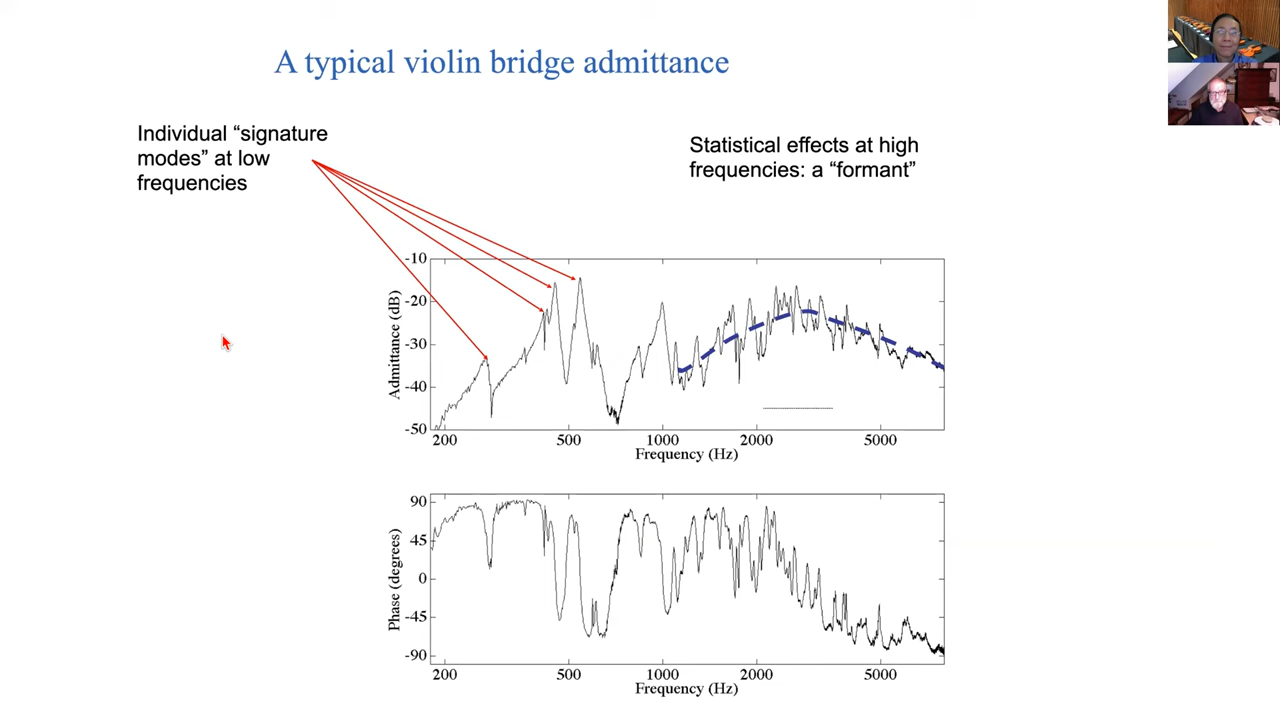 A typical violin bridge admittance
Individual “signature
modes” at low
frequencies
Statistical effects at high
frequencies: a “formant”
Admittance (dB)
-10
-20
-30
-40
-50
200 500 1000 2000 5000
Frequency (Hz)
Phase (degrees)
90
45
0
-45
-90
200 500 1000 2000 5000
Frequency (Hz)